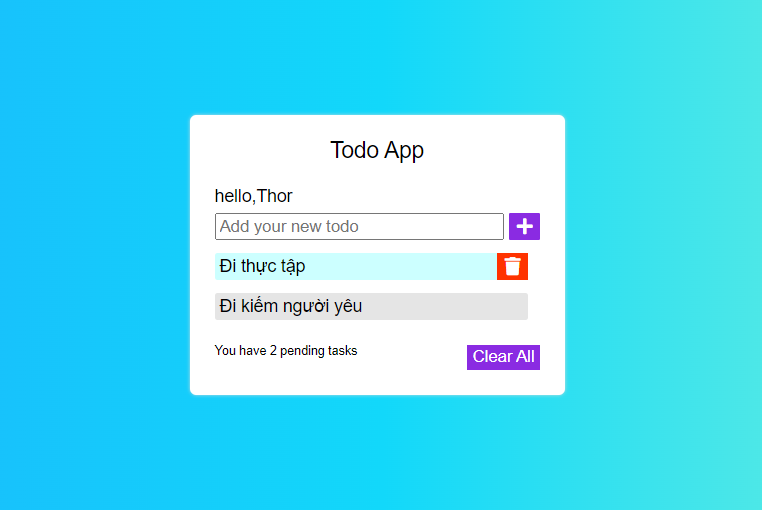 Todo App
hello,Thor
Add your new todo
Đi thực tập
Đi kiếm người yêu
You have 2 pending tasks
Clear All